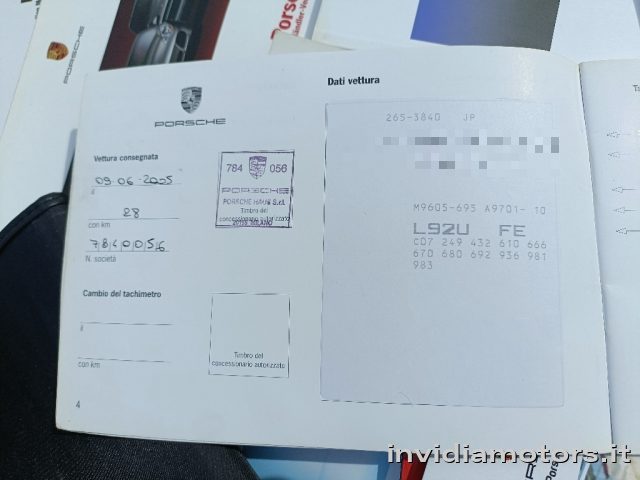 Dati vettura
PORSCHE
Vettura consegnata
09.06-2005
il
28
con km
7840056
N. società
784 056
PORSCHE
PORSCHE HAUS S.r.l.
Timbro del
concessionario autorizzato
Cambio del tachimetro
il
con km
Timbro del
concessionario autorizzato
4
265-3840 JP
M9605-695 A9701- 10
L92U FE
C07 249 432 610 666
670 680 692 936 981
983
invidiamotors.it